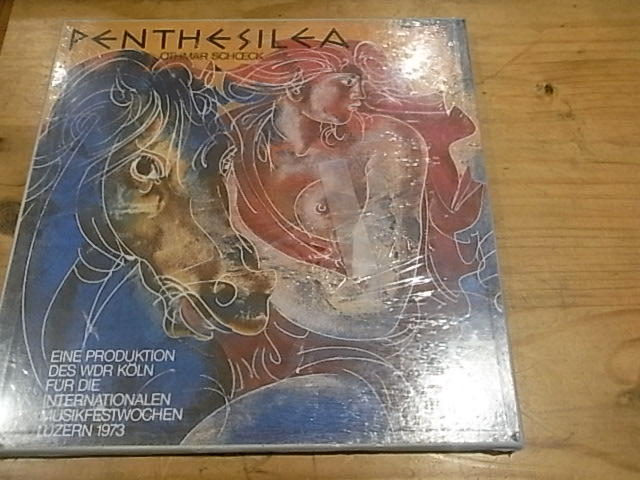 PENTHESILEA
OTHMAR SCHOECK
EINE PRODUKTION
DES WDR KÖLN
FÜR DIE
INTERNATIONALEN
MUSIKFESTWOCHEN
LUZERN 1973